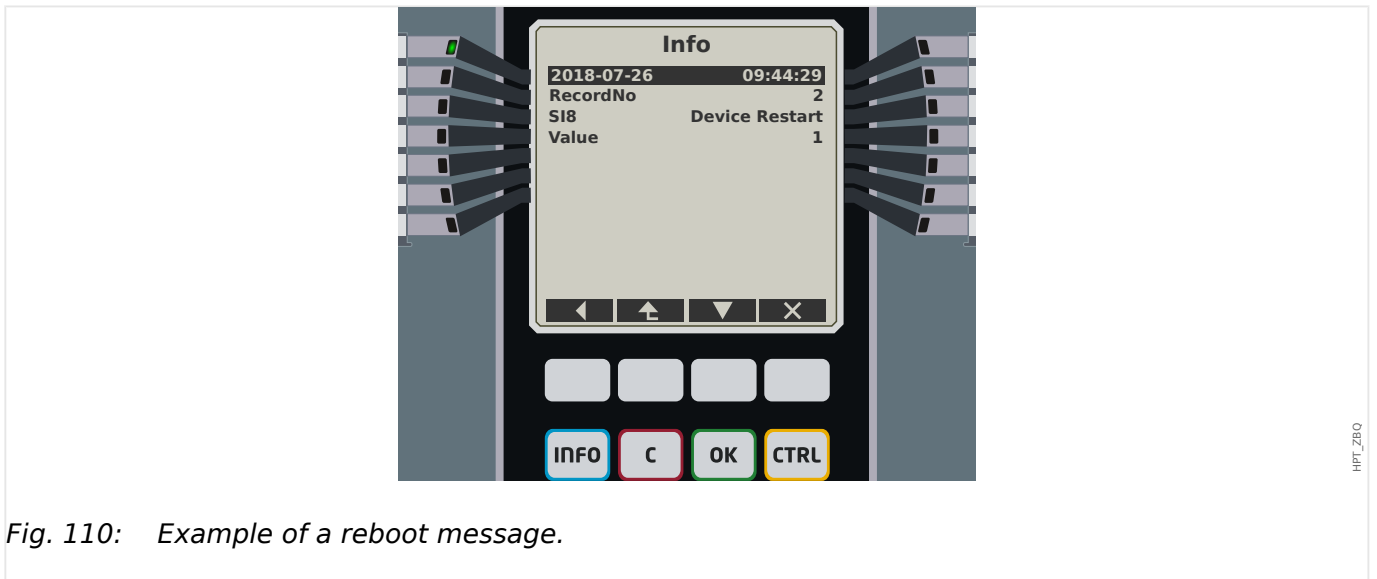 Info
2018-07-26 09:44:29
RecordNo 2
SI8 Device Restart
Value 1
INFO C OK CTRL
HPT_ZBQ
Fig. 110: Example of a reboot message.